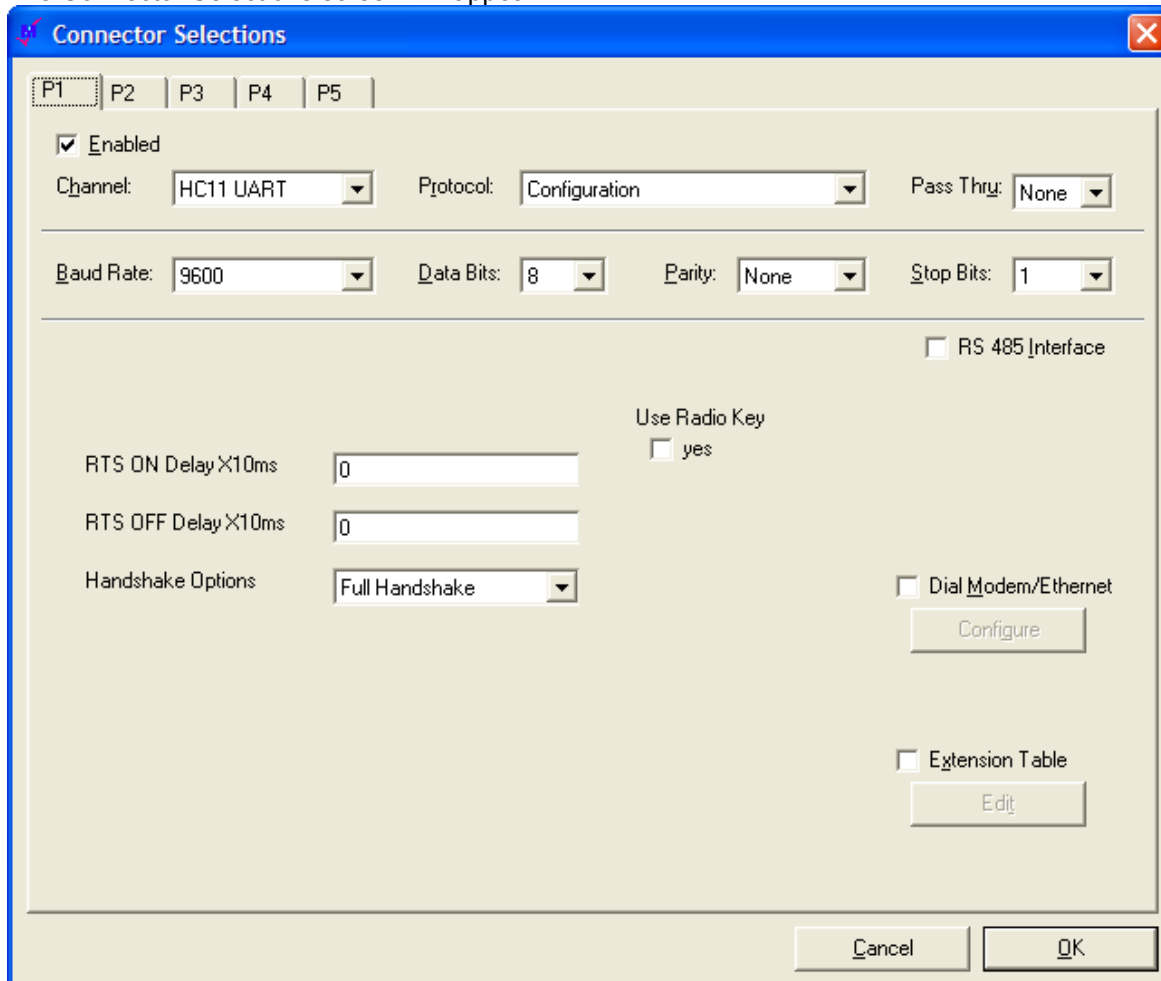 Connector Selections
P1 P2 P3 P4 P5
Enabled
Channel: HC11 UART Protocol: Configuration Pass Thry: None
Baud Rate: 9600 Data Bits: 8 Parity: None Stop Bits: 1
RS 485 Interface
Use Radio Key
yes
RTS ON Delay X10ms 0
RTS OFF Delay X10ms 0
Handshake Options Full Handshake
Dial Modem/Ethernet
Configure
Extension Table
Edit
Cancel OK